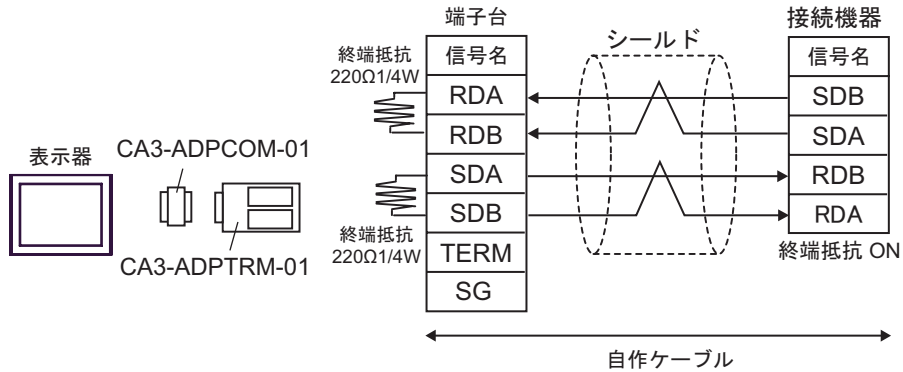 端子台
接続機器
終端抵抗
220Ω1/4W
信号名
シールド
信号名
RDA
SDB
RDB
SDA
表示器
CA3-ADPCOM-01
SDA
RDB
SDB
RDA
終端抵抗
220Ω1/4W
TERM
終端抵抗 ON
CA3-ADPTRM-01
SG
自作ケーブル